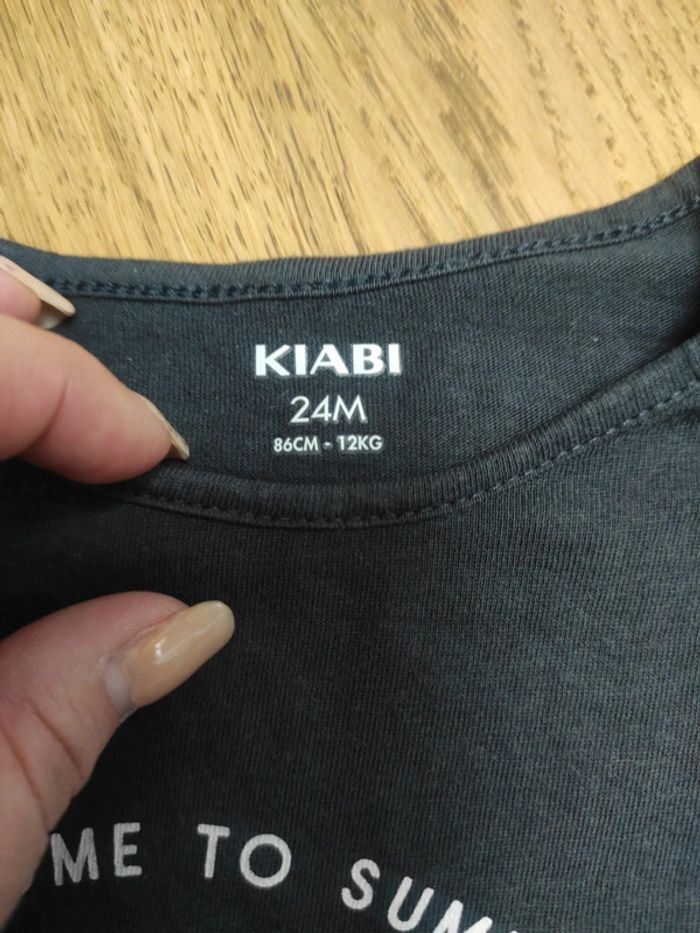 KIABI
24M
86CM - 12KG
ME TO SUM